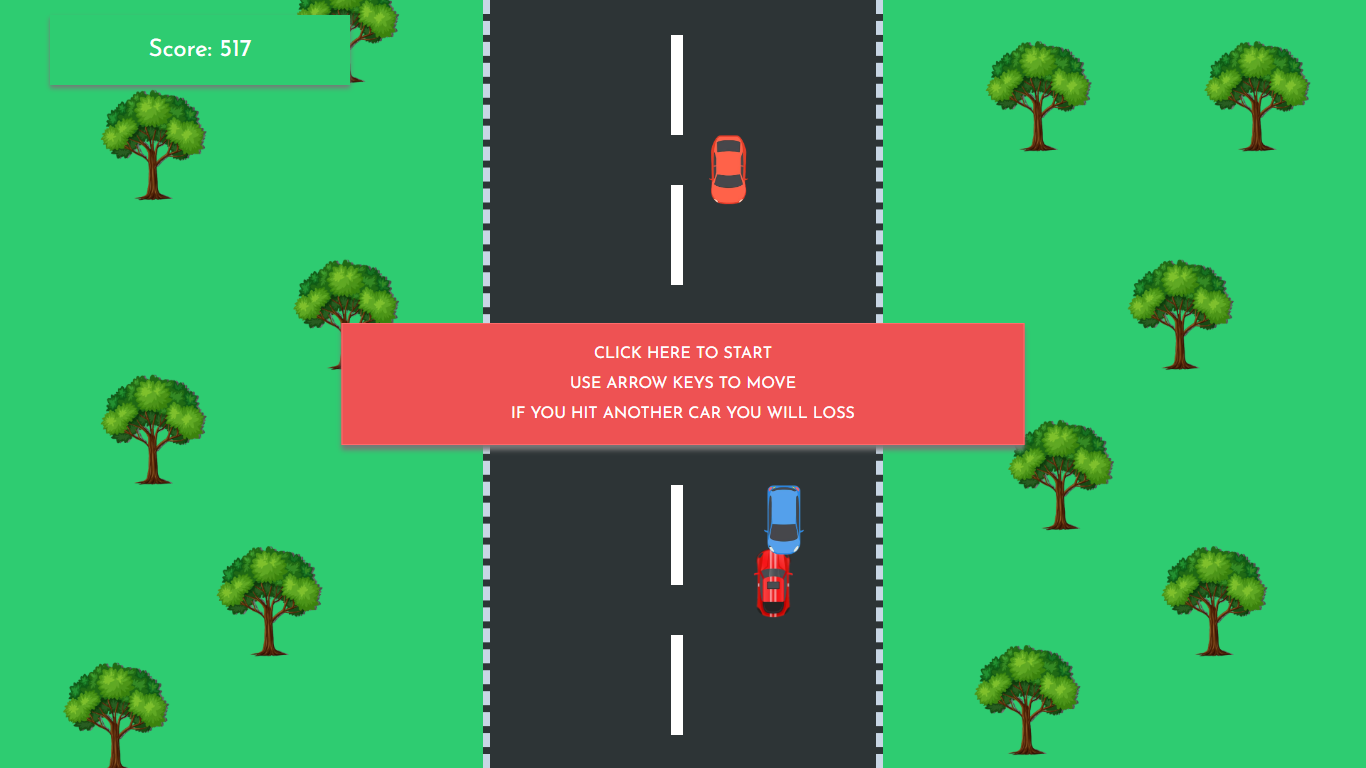 Score: 517
CLICK HERE TO START
USE ARROW KEYS TO MOVE
IF YOU HIT ANOTHER CAR YOU WILL LOSS